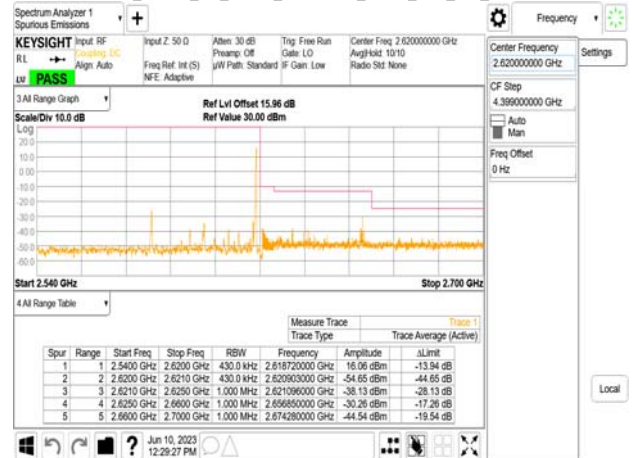 Spectrum Analyzer 1
Spurious Emissions
Frequency
KEYSIGHT Input: RF Input Z: 50 Ω Atten: 30 dB Trig: Free Run Center Freq: 2.620000000 GHz
RL Coupling: DC Preamp: Off Gate: LO Avg|Hold: 10/10
Align: Auto Freq Ref: Int (S) µW Path: Standard IF Gain: Low Radio Std: None
LW PASS NFE: Adaptive
Center Frequency
2.620000000 GHz
Settings
CF Step
4.399000000 GHz
Auto
Man
Freq Offset
0 Hz
3 All Range Graph
Ref Lvl Offset 15.96 dB
Scale/Div 10.0 dB Ref Value 30.00 dBm
Log
20.0
10.0
0.00
-10.0
-20.0
-30.0
-40.0
-50.0
-60.0
Start 2.540 GHz Stop 2.700 GHz
4 All Range Table
Measure Trace Trace 1
Trace Type Trace Average (Active)
Spur Range Start Freq Stop Freq RBW Frequency Amplitude ΔLimit
1 1 2.5400 GHz 2.6200 GHz 430.0 kHz 2.618720000 GHz 16.06 dBm -13.94 dB
2 2 2.6200 GHz 2.6210 GHz 430.0 kHz 2.620903000 GHz -54.65 dBm -44.65 dB
3 3 2.6210 GHz 2.6250 GHz 1.000 MHz 2.621096000 GHz -38.13 dBm -28.13 dB
4 4 2.6250 GHz 2.6600 GHz 1.000 MHz 2.656850000 GHz -30.26 dBm -17.26 dB
5 5 2.6600 GHz 2.7000 GHz 1.000 MHz 2.674280000 GHz -44.54 dBm -19.54 dB
Local
Jun 10, 2023
12:29:27 PM